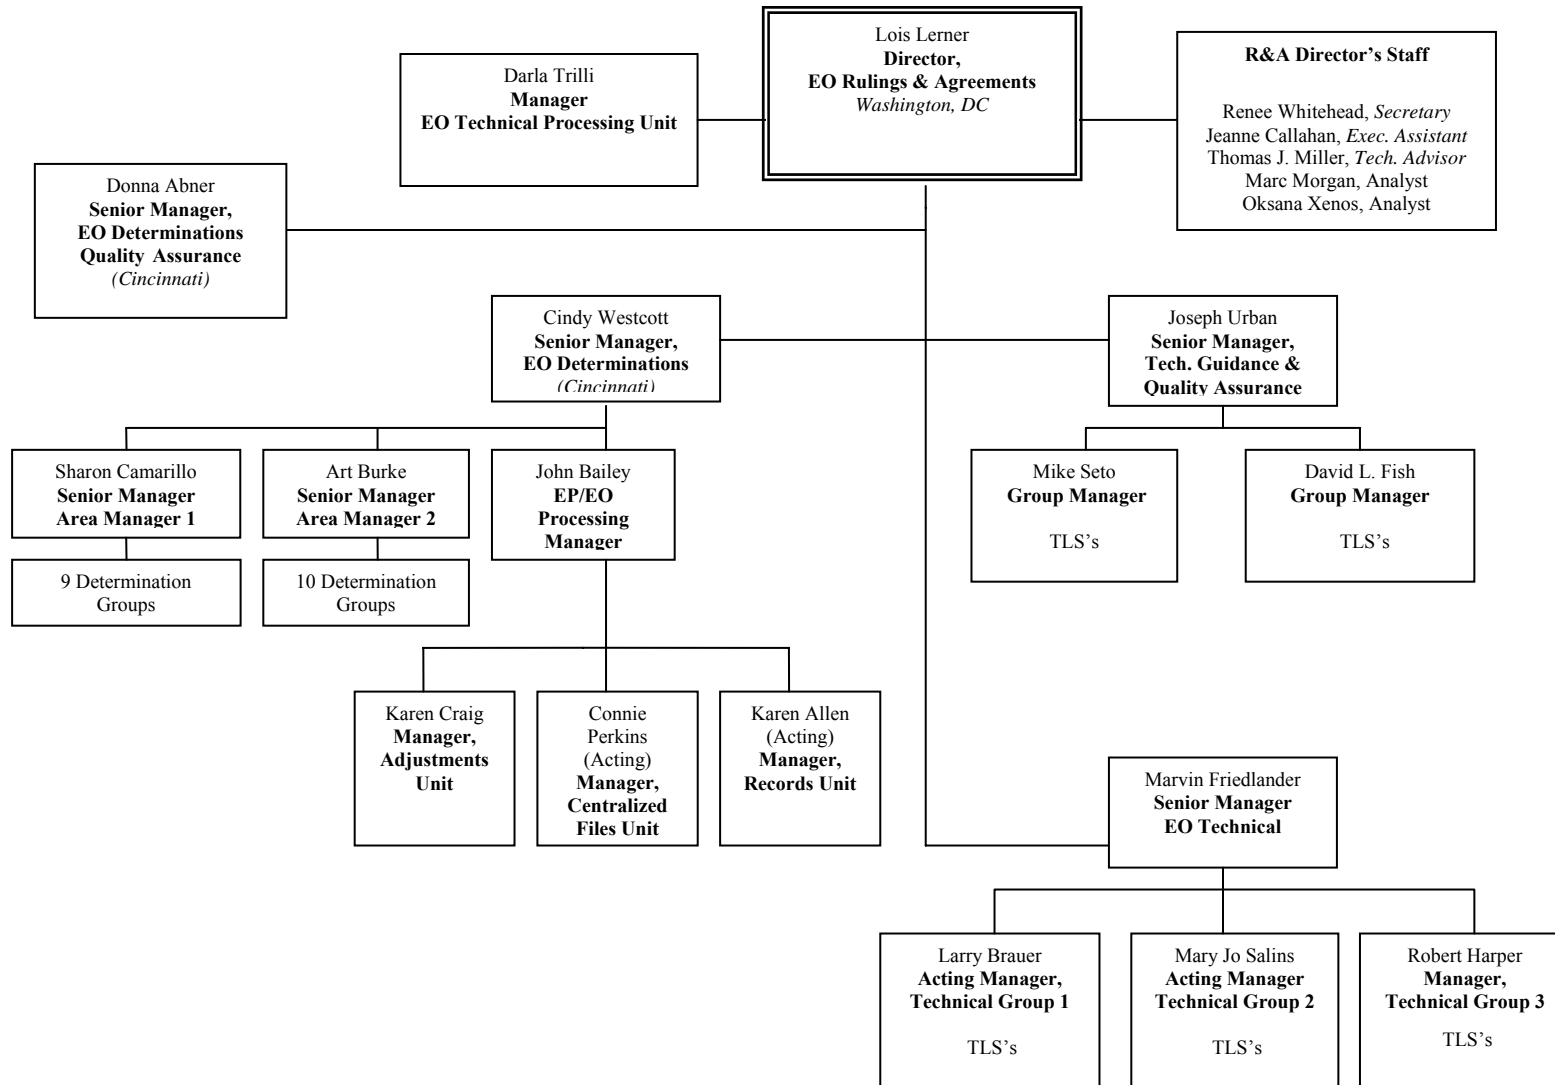 Lois Lerner
Director,
EO Rulings & Agreements
Washington, DC
Darla Trilli
Manager
EO Technical Processing Unit
R&A Director’s Staff
Renee Whitehead, Secretary
Jeanne Callahan, Exec. Assistant
Thomas J. Miller, Tech. Advisor
Marc Morgan, Analyst
Oksana Xenos, Analyst
Donna Abner
Senior Manager,
EO Determinations
Quality Assurance
(Cincinnati)
Cindy Westcott
Senior Manager,
EO Determinations
(Cincinnati)
Joseph Urban
Senior Manager,
Tech. Guidance &
Quality Assurance
Sharon Camarillo
Senior Manager
Area Manager 1
Art Burke
Senior Manager
Area Manager 2
John Bailey
EP/EO
Processing
Manager
Mike Seto
Group Manager
TLS’s
David L. Fish
Group Manager
TLS’s
9 Determination
Groups
10 Determination
Groups
Karen Craig
Manager,
Adjustments
Unit
Connie
Perkins
(Acting)
Manager,
Centralized
Files Unit
Karen Allen
(Acting)
Manager,
Records Unit
Marvin Friedlander
Senior Manager
EO Technical
Larry Brauer
Acting Manager,
Technical Group 1
TLS’s
Mary Jo Salins
Acting Manager
Technical Group 2
TLS’s
Robert Harper
Manager,
Technical Group 3
TLS’s